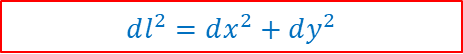 dl² = dx² + dy²